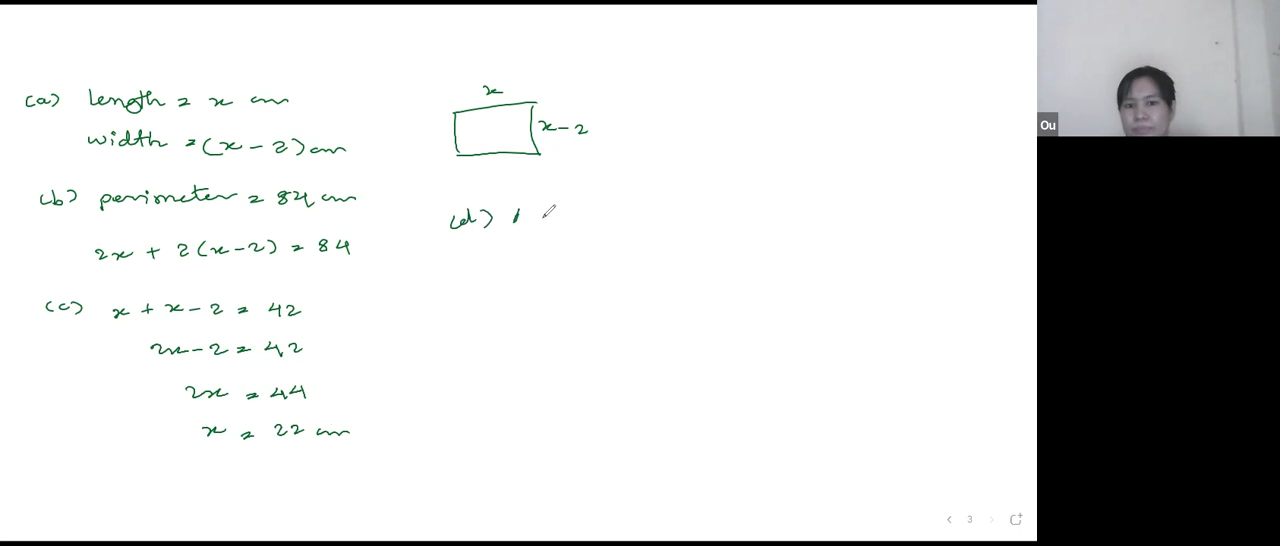 (a) length = x cm
width = (x - 2) cm
x
x - 2
(b) perimeter = 84 cm
2x + 2(x-2) = 84
(c) x + x - 2 = 42
2x - 2 = 42
2x = 44
x = 22 cm
(d)
Ou
3